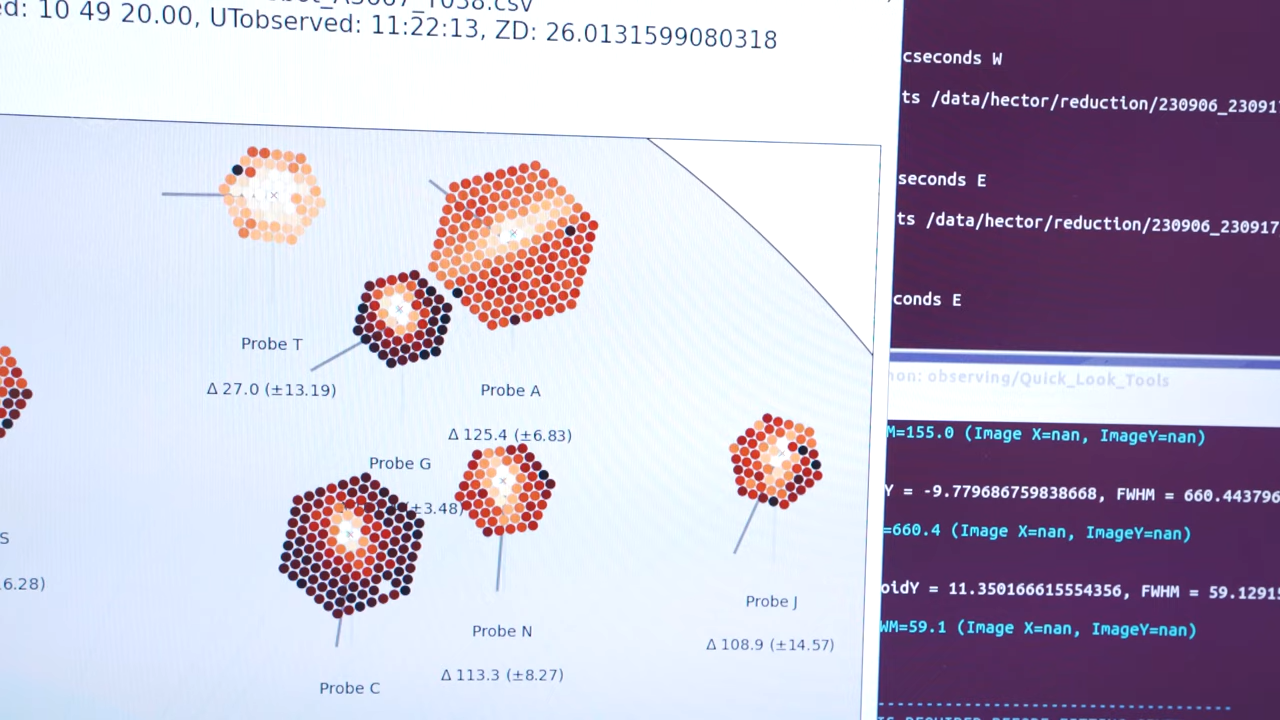 ed: 10 49 20.00, UTobserved: 11:22:13, ZD: 26.0131599080318
Probe T
Δ 27.0 (±13.19)
Probe A
Δ 125.4 (±6.83)
Probe G
(±3.48)
S
6.28)
Probe N
Δ 113.3 (±8.27)
Probe C
Probe J
Δ 108.9 (±14.57)
cseconds W
ts /data/hector/reduction/230906_23091
seconds E
ts /data/hector/reduction/230906_230917
conds E
on: observing/Quick_Look_Tools
M=155.0 (Image X=nan, ImageY=nan)
Y = -9.779686759838668, FWHM = 660.443796
=660.4 (Image X=nan, ImageY=nan)
oidY = 11.350166615554356, FWHM = 59.1291
WM=59.1 (Image X=nan, ImageY=nan)